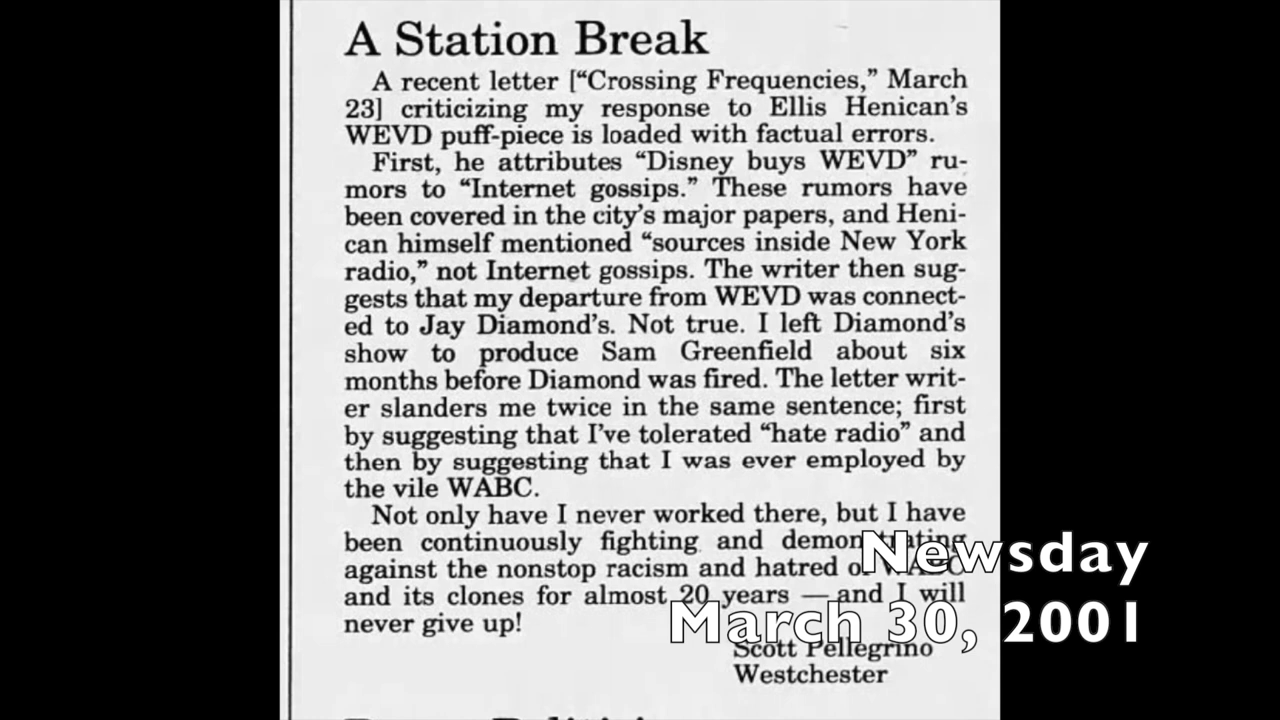 A Station Break
A recent letter [“Crossing Frequencies,” March
23] criticizing my response to Ellis Henican’s
WEVD puff-piece is loaded with factual errors.
First, he attributes “Disney buys WEVD” ru-
mors to “Internet gossips.” These rumors have
been covered in the city’s major papers, and Heni-
can himself mentioned “sources inside New York
radio,” not Internet gossips. The writer then sug-
gests that my departure from WEVD was connect-
ed to Jay Diamond’s. Not true. I left Diamond’s
show to produce Sam Greenfield about six
months before Diamond was fired. The letter writ-
er slanders me twice in the same sentence; first
by suggesting that I’ve tolerated “hate radio” and
then by suggesting that I was ever employed by
the vile WABC.
Not only have I never worked there, but I have
been continuously fighting and demonstrating
against the nonstop racism and hatred of WABC
and its clones for almost 20 years — and I will
never give up!
Scott Pellegrino
Westchester
Newsday
March 30, 2001